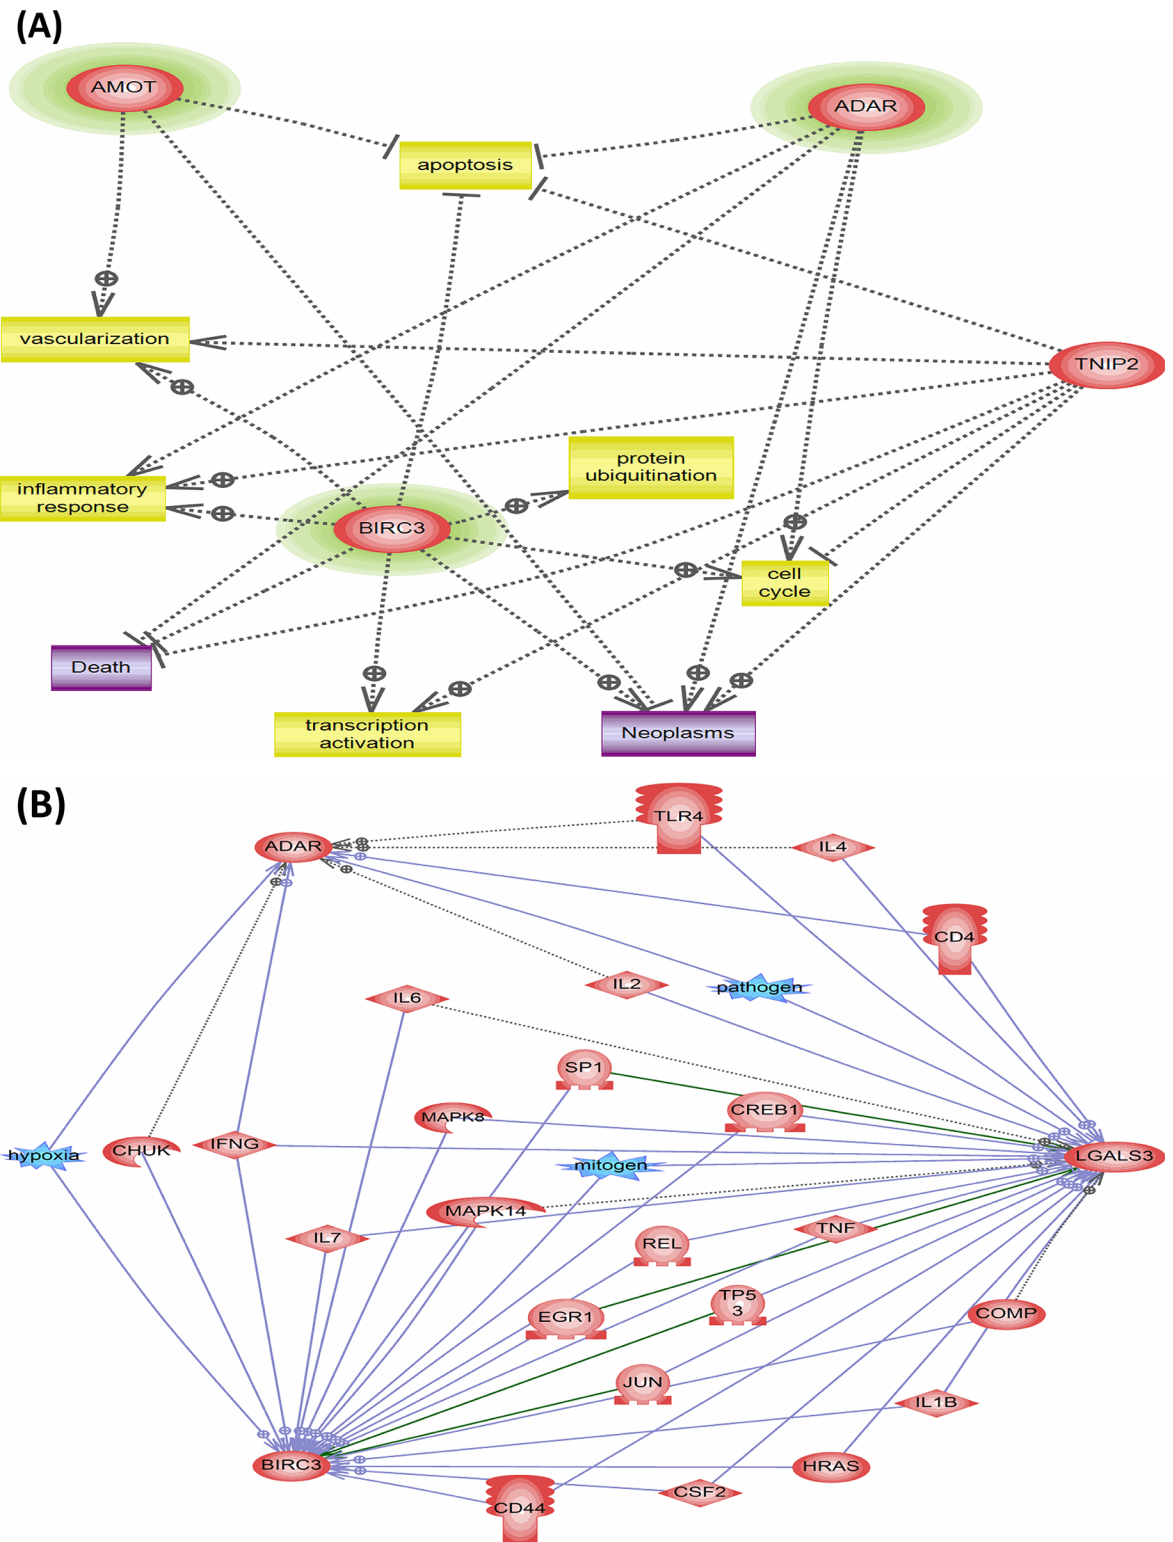 (A)
AMOT
ADAR
apoptosis
vascularization
TNIP2
protein
ubiquitination
inflammatory
response
BIRC3
cell
cycle
Death
transcription
activation
Neoplasms
(B)
TLR4
ADAR
IL4
CD4
IL2
pathogen
IL6
SP1
CREB1
MAPK8
hypoxia
CHUK
IFNG
mitogen
LGALS3
MAPK14
IL7
REL
TNF
TP5
3
EGR1
COMP
JUN
IL1B
BIRC3
HRAS
CSF2
CD44